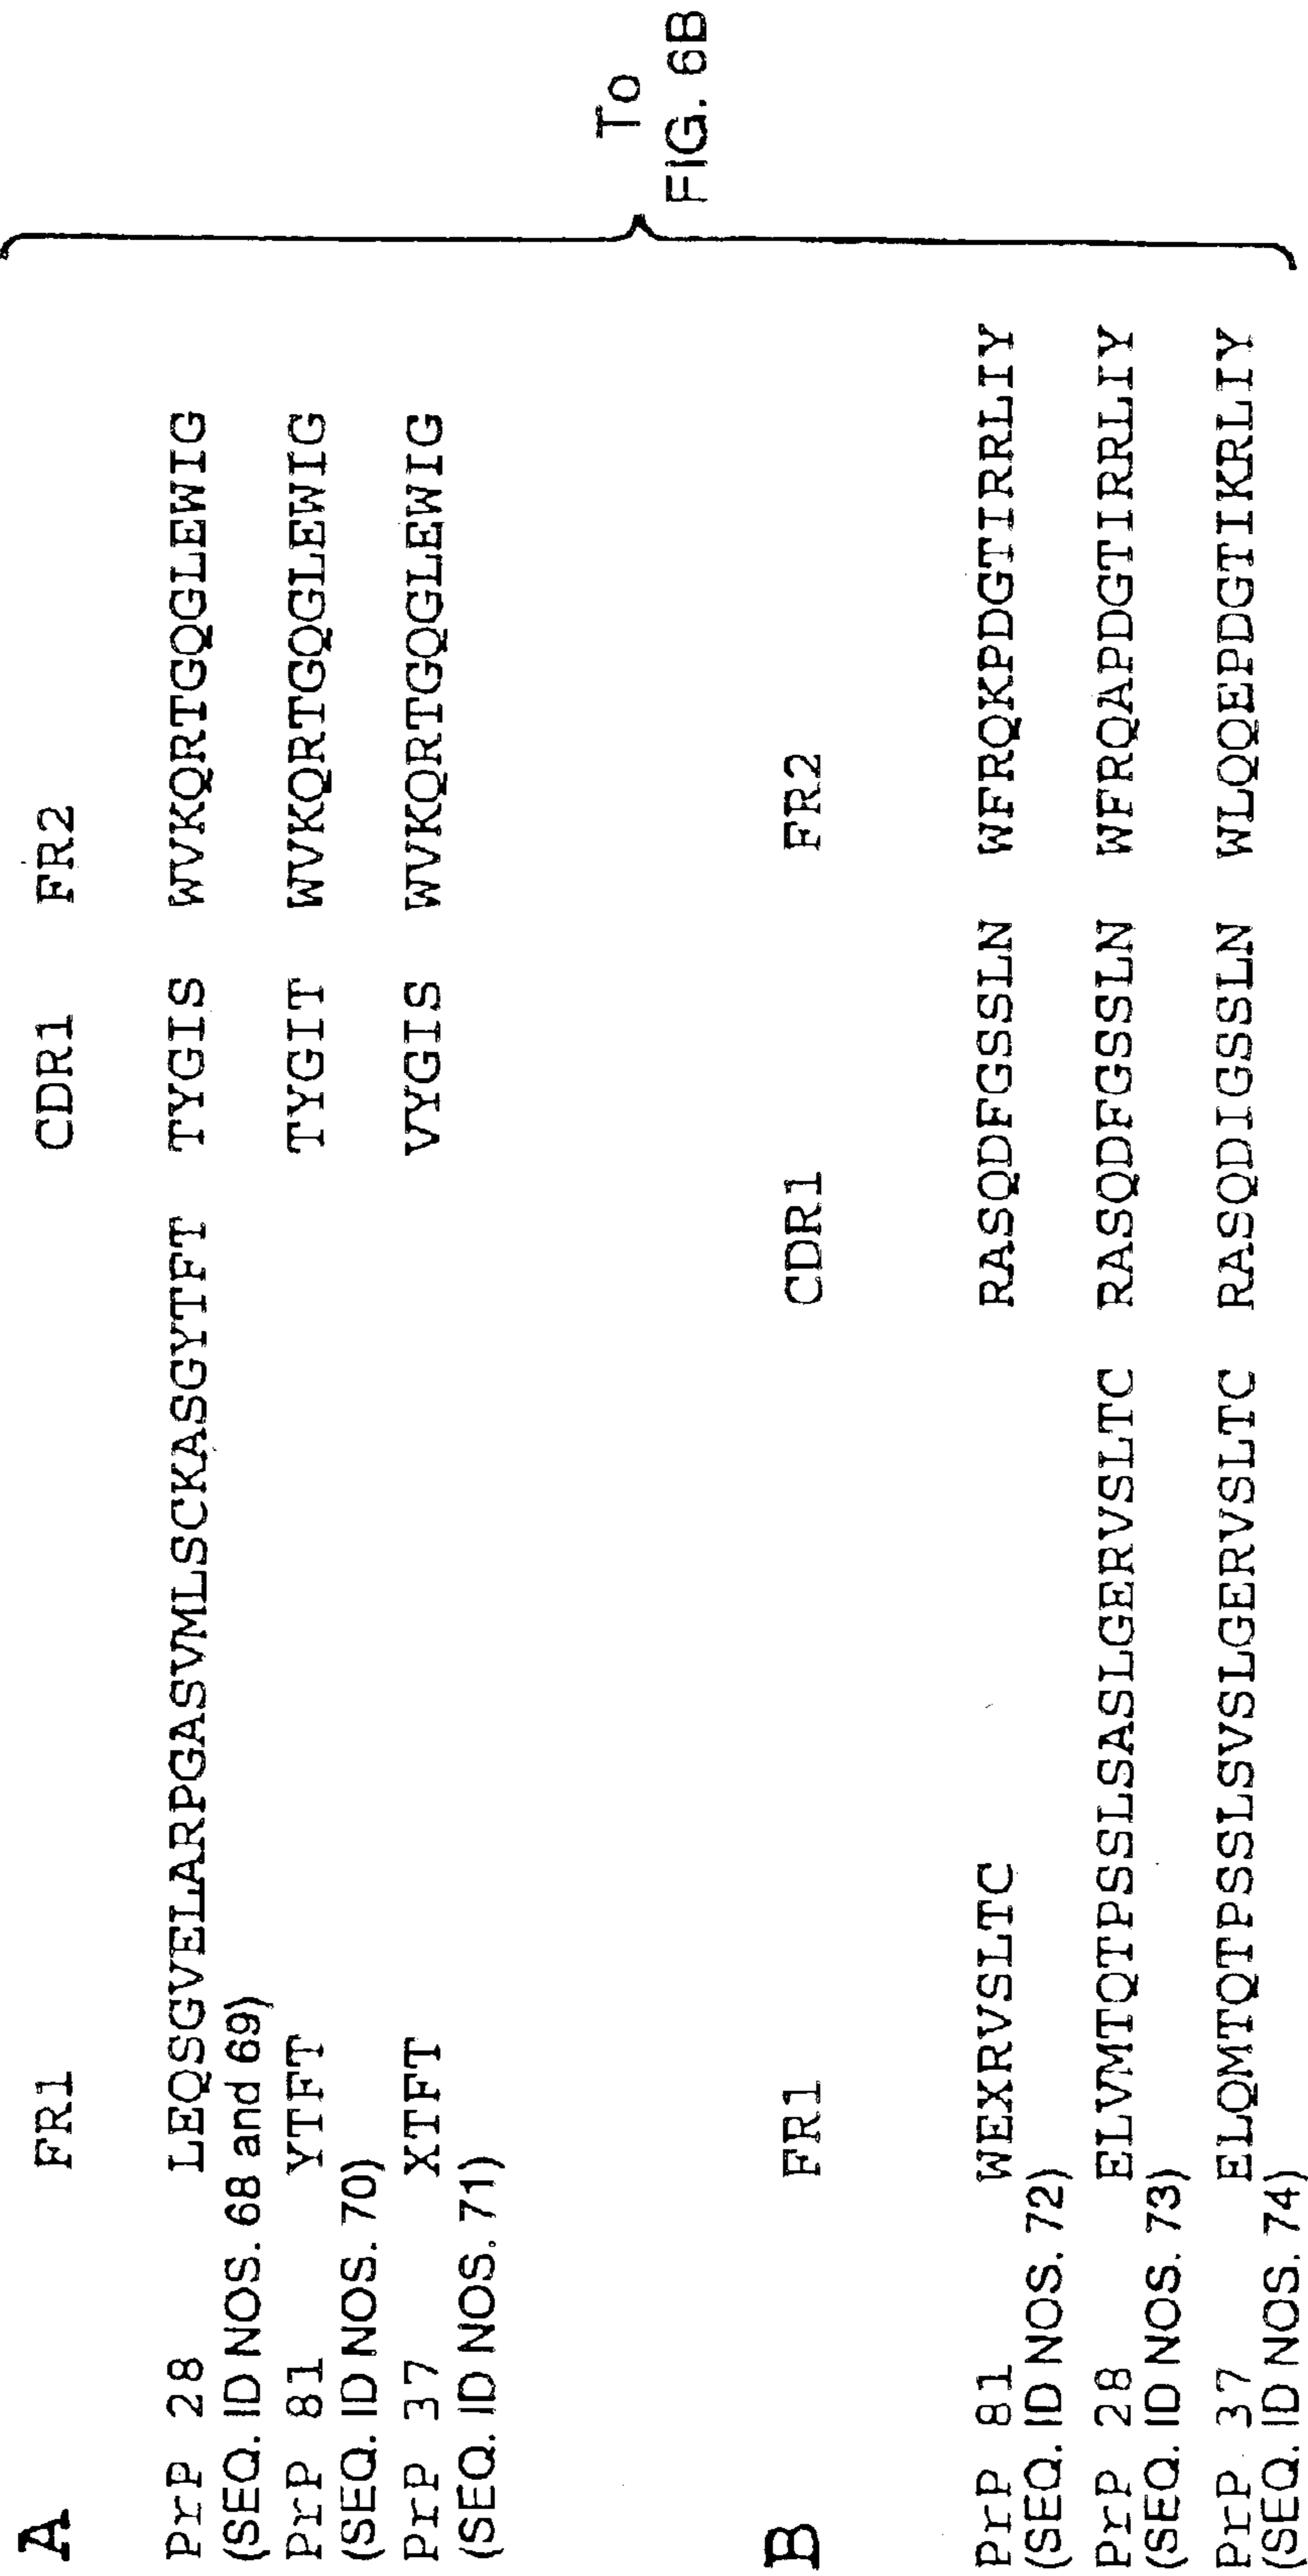 A
FR1 CDR1 FR2
PrP 28 LEQSGVELARPGASVMLSCKASGYTFT TYGIS WVKQRTGQGLEWIG
(SEQ. ID NOS. 68 and 69)
PrP 81 YTFT TYGIT WVKQRTGQGLEWIG
(SEQ. ID NOS. 70)
PrP 37 XTFT VYGIS WVKQRTGQGLEWIG
(SEQ. ID NOS. 71)
B
FR1 CDR1 FR2
PrP 81 WEXRVSLTC RASQDFGSSLN WFRQKPDGTIRRLIY
(SEQ. ID NOS. 72)
PrP 28 ELVMTQTPSSLSASLGERVSLTC RASQDFGSSLN WFRQAPDGTIRRLIY
(SEQ. ID NOS. 73)
PrP 37 ELQMTQTPSSLSVSLGERVSLTC RASQDIGSSLN WLQQEPDGTIKRLIY
(SEQ. ID NOS. 74)
To
FIG. 6B